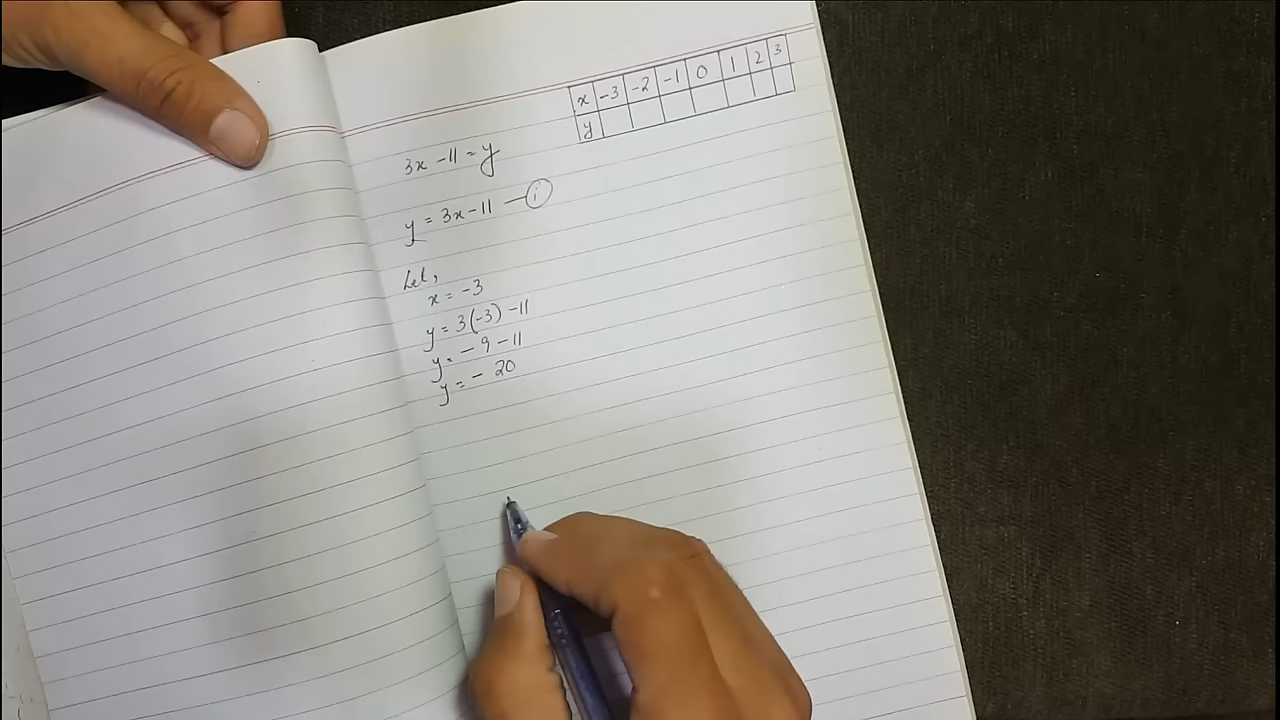 x -3 -2 -1 0 1 2 3
y
3x - 11 = y
y = 3x - 11 — (i)
Let,
x = -3
y = 3(-3) - 11
y = - 9 - 11
y = - 20